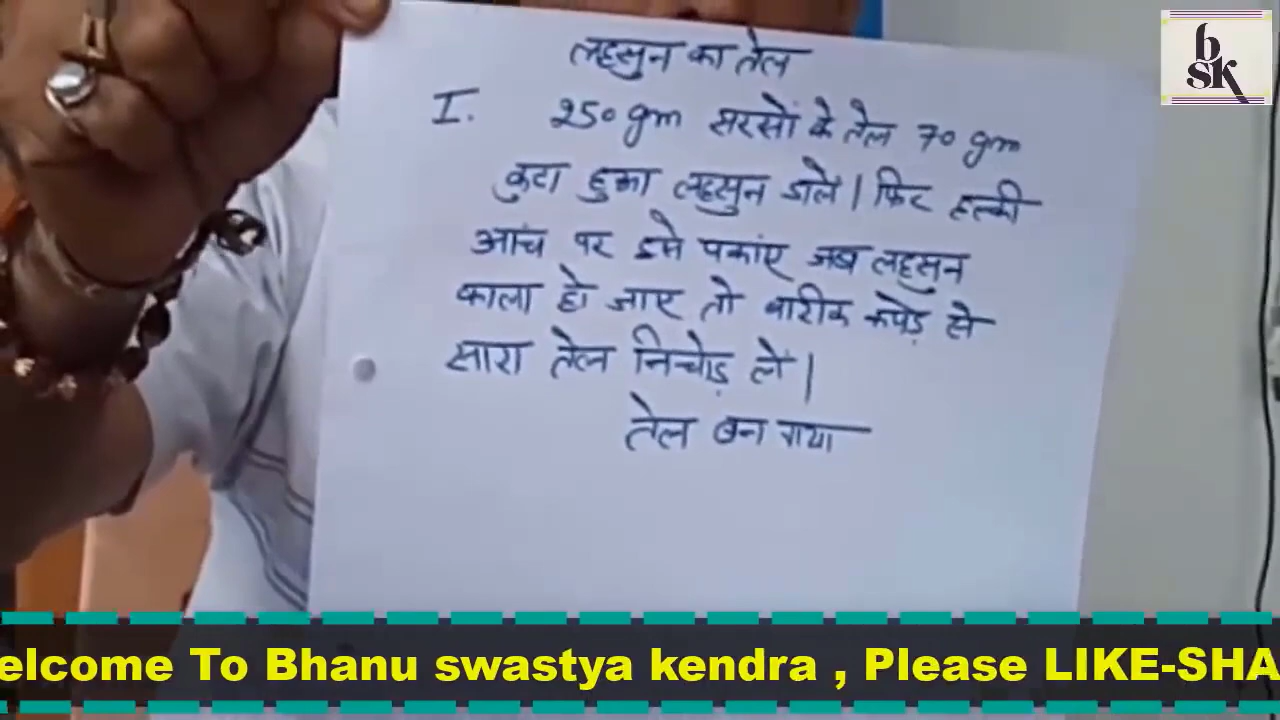 लहसुन का तेल
I. 250 gm सरसों के तेल 70 gm
कुटा हुआ लहसुन डाले। फिर हल्की
आंच पर इसे पकांए जब लहसुन
काला हो जाए तो बारीक कपड़े से
सारा तेल निचोड़ लें।
तेल बन गया
bsk
elcome To Bhanu swastya kendra , Please LIKE-SHA